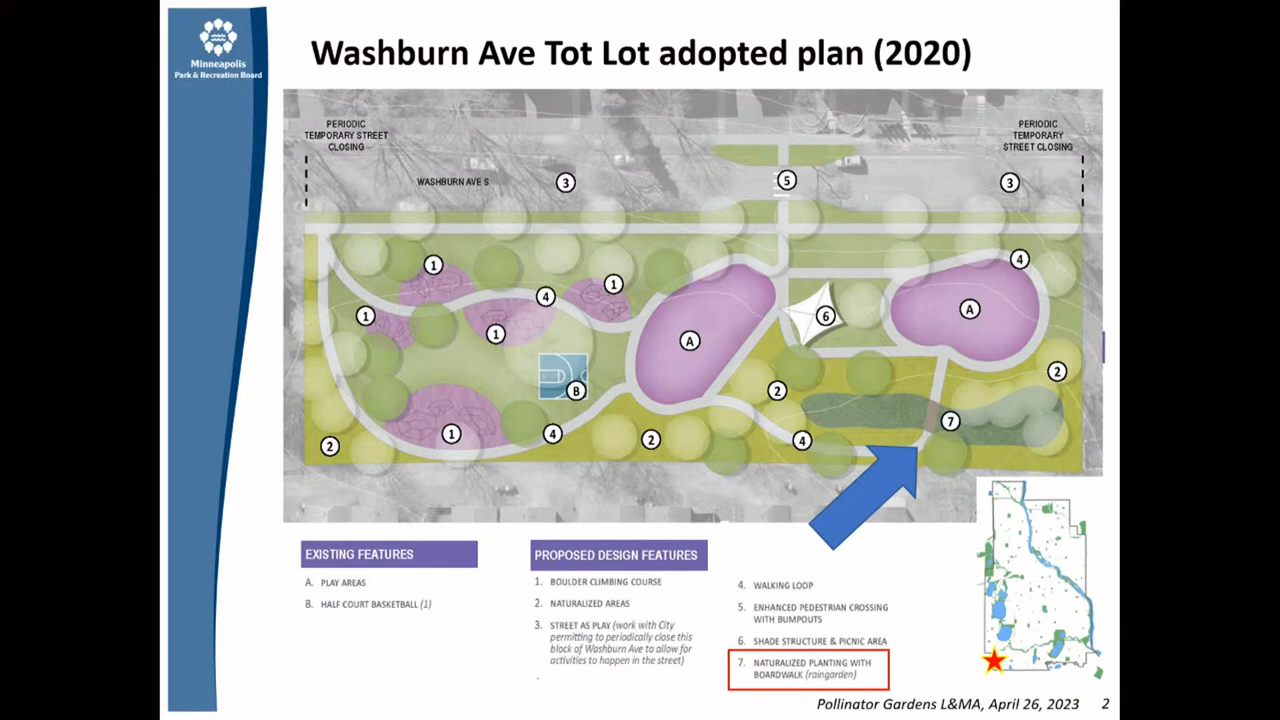 Minneapolis
Park & Recreation Board
Washburn Ave Tot Lot adopted plan (2020)
PERIODIC
TEMPORARY STREET
CLOSING
PERIODIC
TEMPORARY
STREET CLOSING
WASHBURN AVE S
3
5
3
1
1
4
4
1
1
A
6
A
B
2
2
7
1
4
2
4
2
EXISTING FEATURES
A. PLAY AREAS
B. HALF COURT BASKETBALL (1)
PROPOSED DESIGN FEATURES
1. BOULDER CLIMBING COURSE
2. NATURALIZED AREAS
3. STREET AS PLAY (work with City
permitting to periodically close this
block of Washburn Ave to allow for
activities to happen in the street)
4. WALKING LOOP
5. ENHANCED PEDESTRIAN CROSSING
WITH BUMPOUTS
6. SHADE STRUCTURE & PICNIC AREA
7. NATURALIZED PLANTING WITH
BOARDWALK (raingarden)
Pollinator Gardens L&MA, April 26, 2023 2